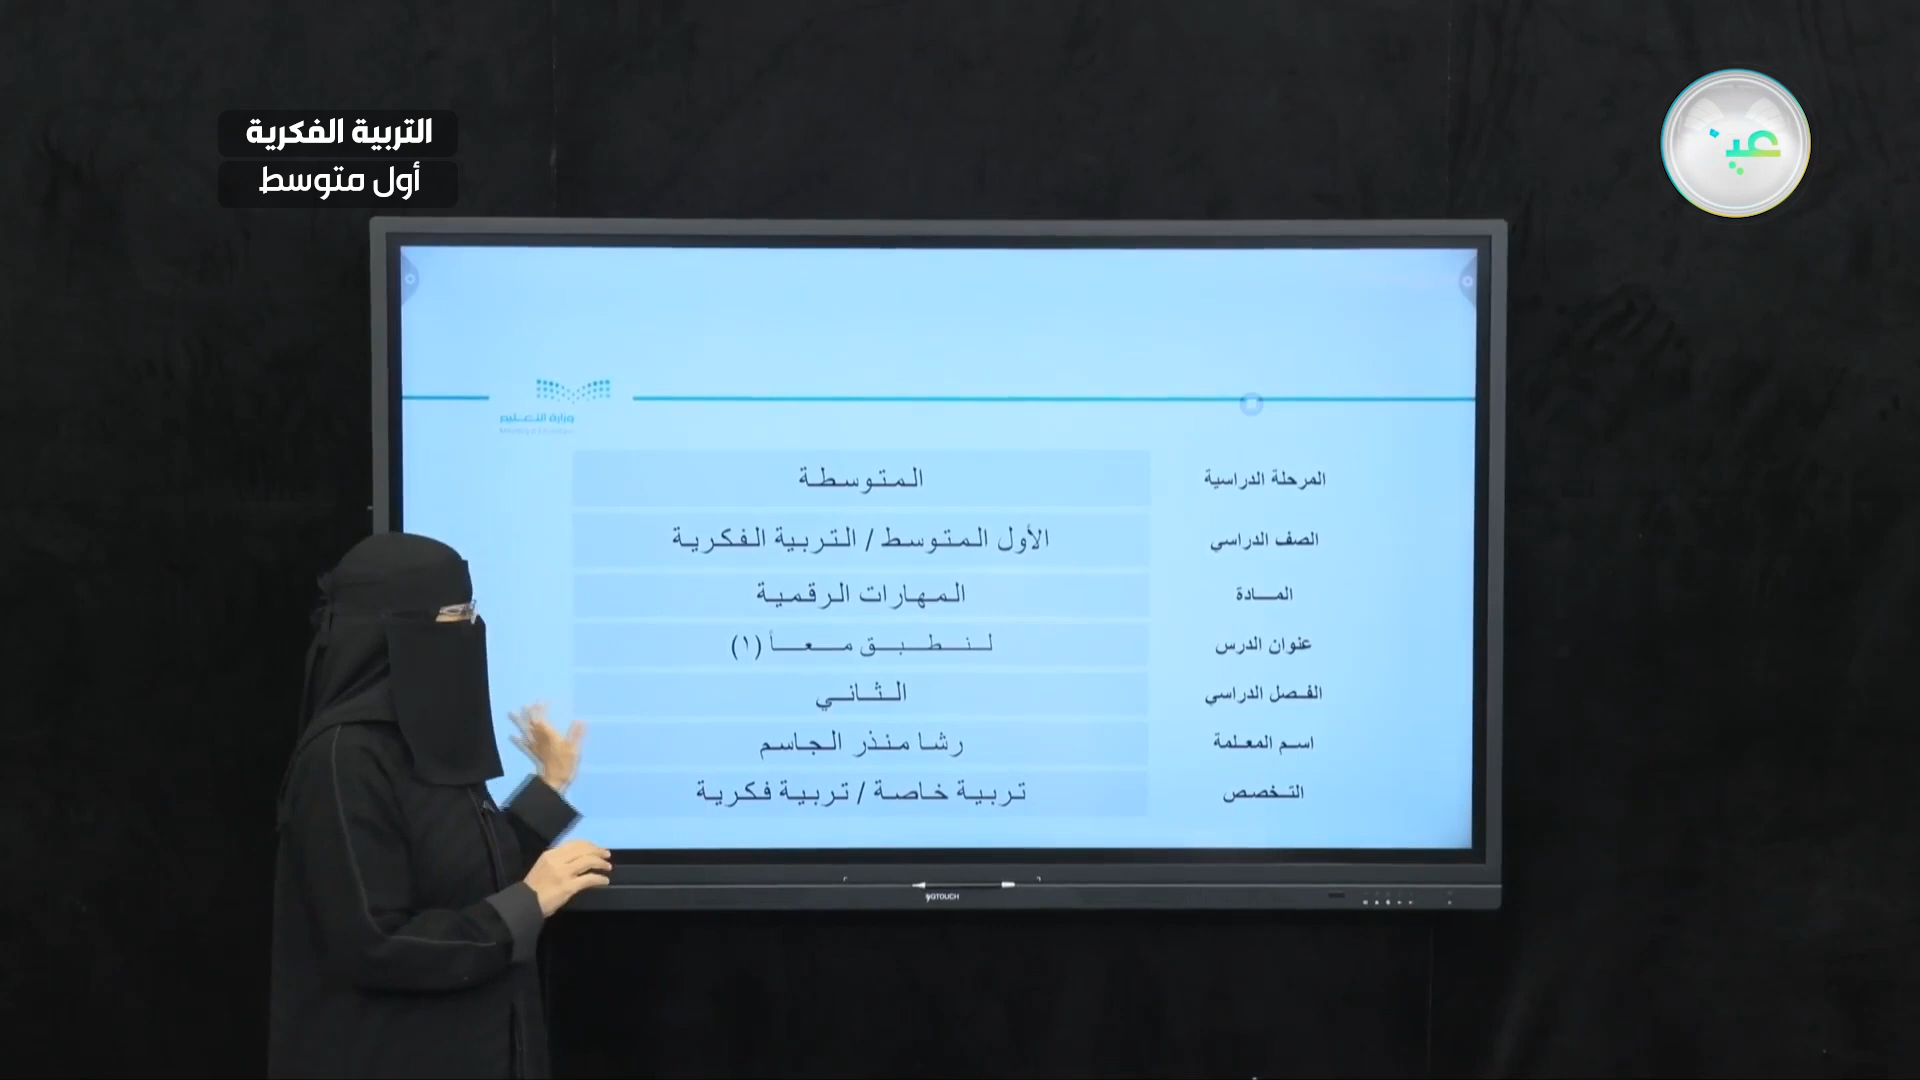 التربية الفكرية
أول متوسط
عين
وزارة التعليم
المرحلة الدراسية المتوسطة
الصف الدراسي الأول المتوسط / التربية الفكرية
المادة المهارات الرقمية
عنوان الدرس لنطبق معاً (١)
الفصل الدراسي الثاني
اسم المعلمة رشا منذر الجاسم
التخصص تربية خاصة / تربية فكرية
yQTOUCH